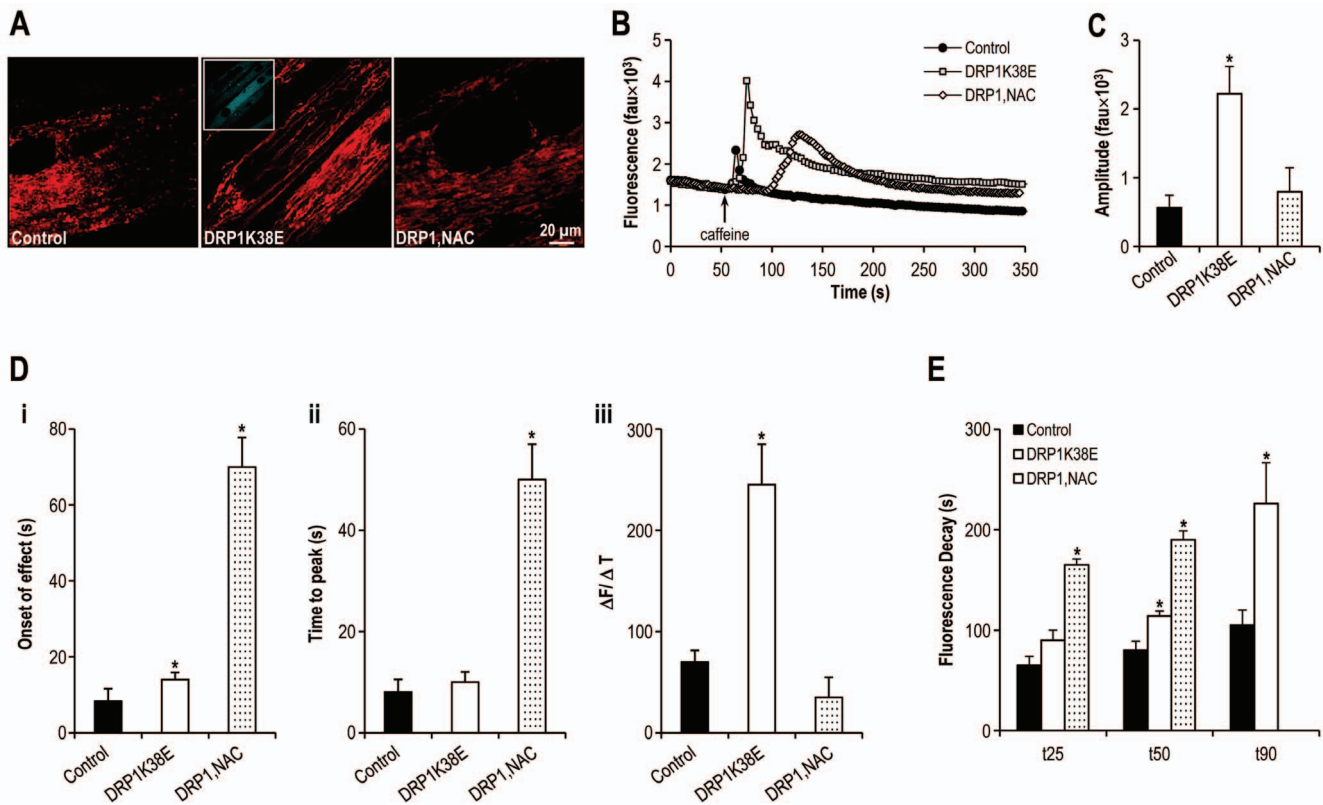 A
Control
DRP1K38E
DRP1,NAC
20 µm
B
Fluorescence (fau×10³)
5
4
3
2
1
0
Control
DRP1K38E
DRP1,NAC
caffeine
0
50
100
150
200
250
300
350
Time (s)
C
Amplitude (fau×10³)
3
2
1
0
*
Control
DRP1K38E
DRP1,NAC
D
i
Onset of effect (s)
80
60
40
20
0
*
*
Control
DRP1K38E
DRP1,NAC
ii
Time to peak (s)
60
40
20
0
*
Control
DRP1K38E
DRP1,NAC
iii
ΔF/ Δ T
300
200
100
0
*
Control
DRP1K38E
DRP1,NAC
E
Fluorescence Decay (s)
300
200
100
0
Control
DRP1K38E
DRP1,NAC
*
*
*
*
t25
t50
t90